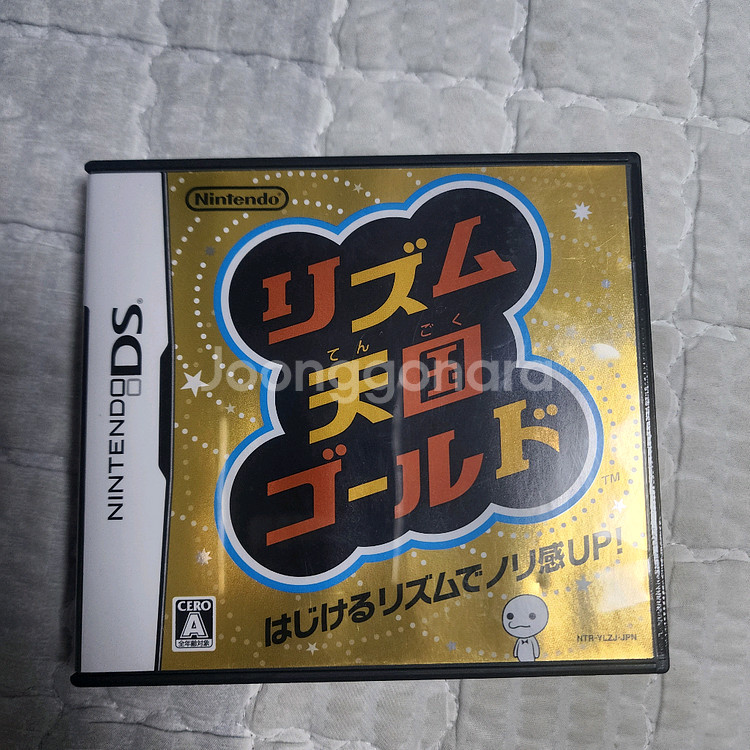 Nintendo®
NINTENDO DS®
リズム
てんごく
天国
ゴールド
TM
はじけるリズムでノリ感UP!
CERO
A
全年齢対象
NTR-YLZJ-JPN
Joonggonara